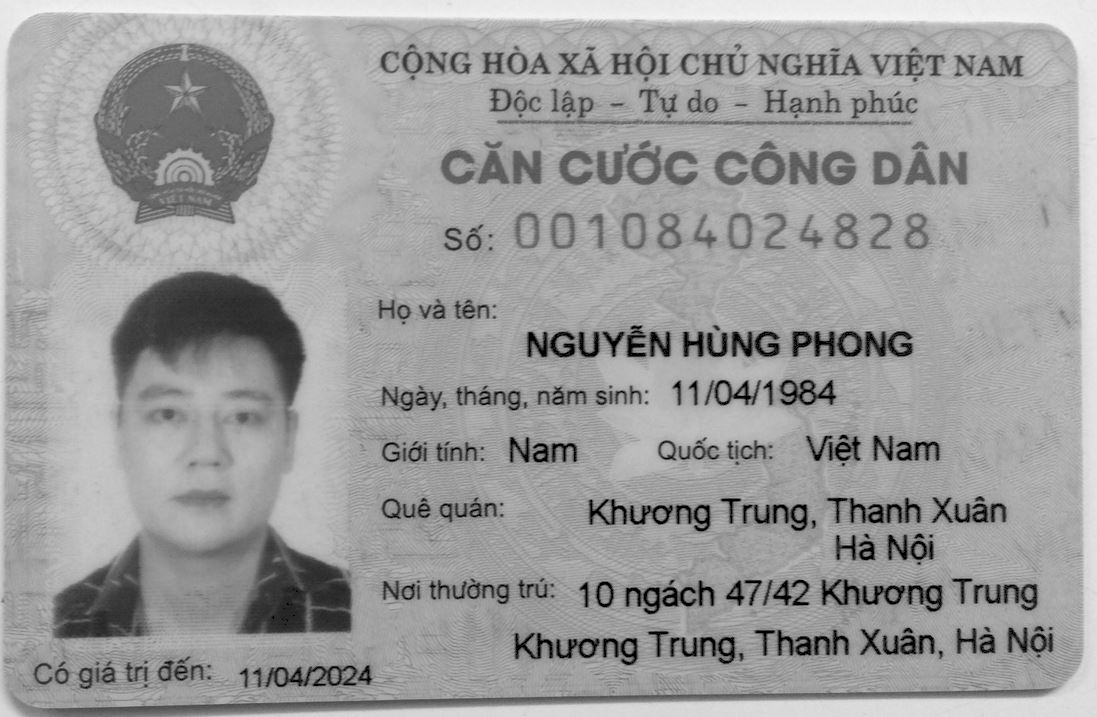 CỘNG HÒA XÃ HỘI CHỦ NGHĨA VIỆT NAM
Độc lập – Tự do – Hạnh phúc
CĂN CƯỚC CÔNG DÂN
Số: 001084024828
Họ và tên:
NGUYỄN HÙNG PHONG
Ngày, tháng, năm sinh: 11/04/1984
Giới tính: Nam Quốc tịch: Việt Nam
Quê quán: Khương Trung, Thanh Xuân
Hà Nội
Nơi thường trú: 10 ngách 47/42 Khương Trung
Khương Trung, Thanh Xuân, Hà Nội
Có giá trị đến: 11/04/2024
VIỆT NAM